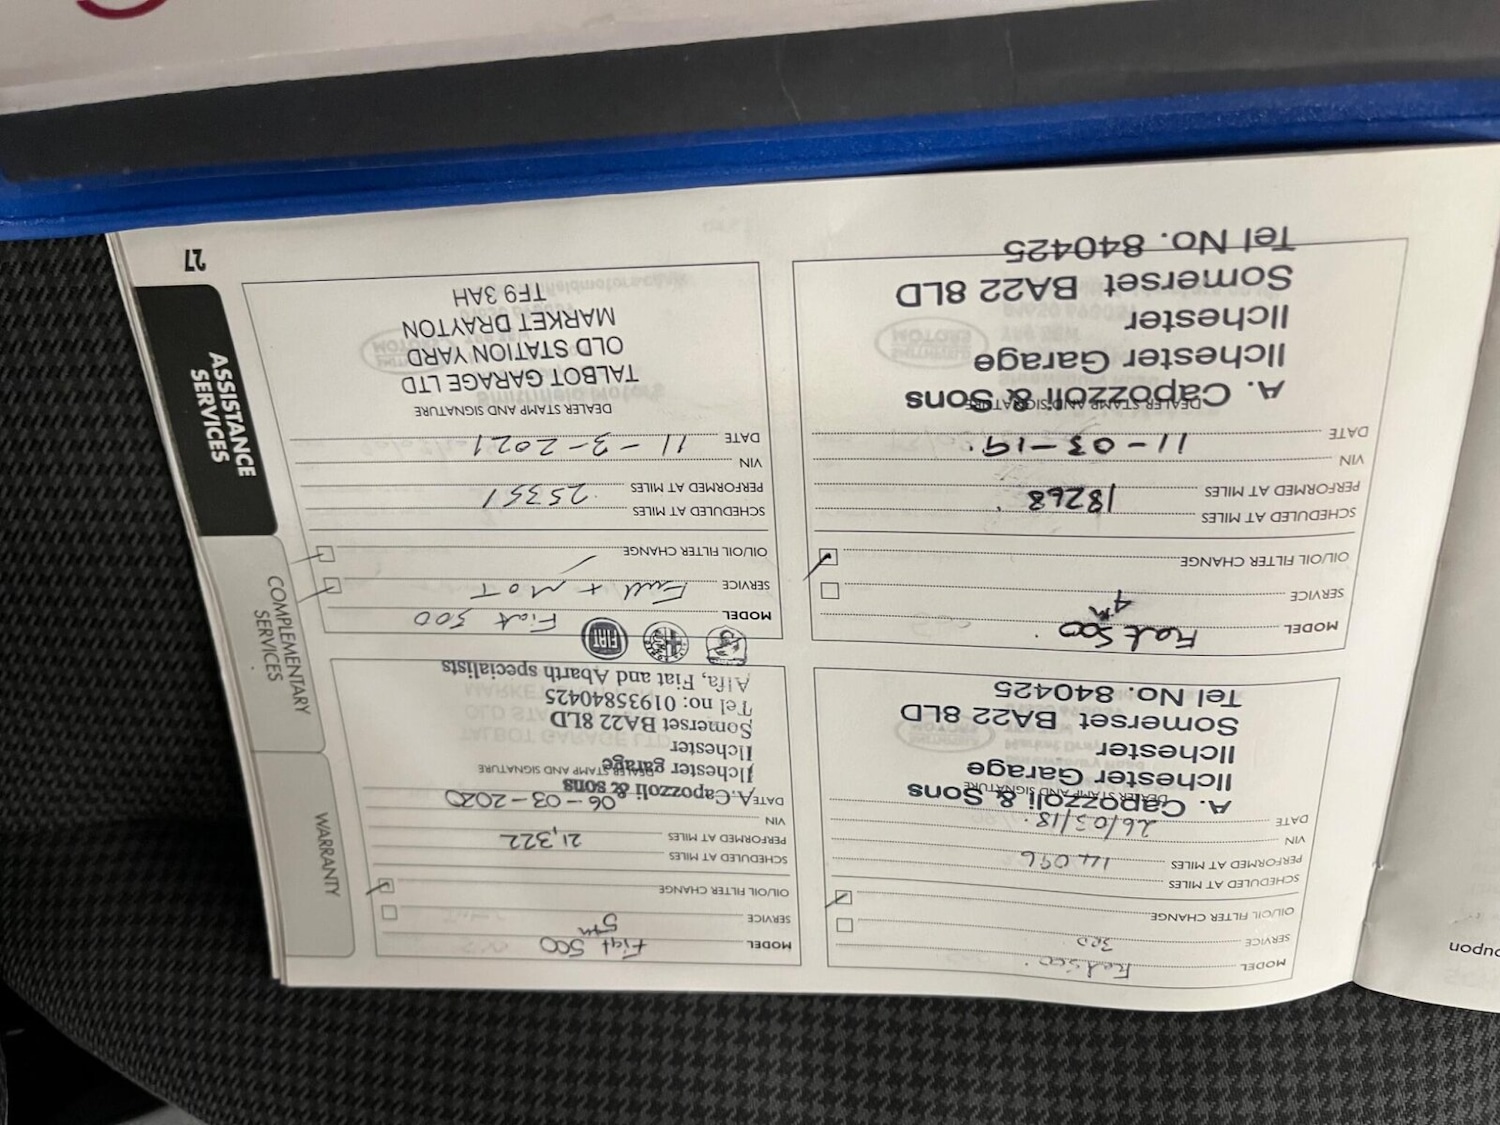 MODEL Fiat 500
SERVICE 3rd
OIL/OIL FILTER CHANGE
SCHEDULED AT MILES
PERFORMED AT MILES 14096
VIN
DATE 26/03/18.
DEALER STAMP AND SIGNATURE
A. Capozzoli & Sons
Ilchester Garage
Ilchester
Somerset BA22 8LD
Tel No. 840425
MODEL Fiat 500
SERVICE 5th
OIL/OIL FILTER CHANGE
SCHEDULED AT MILES
PERFORMED AT MILES 21,322
VIN
DATE 06-03-2020
DEALER STAMP AND SIGNATURE
A.Capozzoli & sons
Ilchester garage
Ilchester
Somerset BA22 8LD
Tel no: 01935840425
Alfa, Fiat and Abarth specialists
FIAT
MODEL Fiat 500
SERVICE 4th
OIL/OIL FILTER CHANGE
SCHEDULED AT MILES
PERFORMED AT MILES 18268
VIN
DATE 11-03-19.
DEALER STAMP AND SIGNATURE
A. Capozzoli & Sons
Ilchester Garage
Ilchester
Somerset BA22 8LD
Tel No. 840425
MODEL Fiat 500
SERVICE Full + MOT
OIL/OIL FILTER CHANGE
SCHEDULED AT MILES
PERFORMED AT MILES 25351
VIN
DATE 11-3-2021
DEALER STAMP AND SIGNATURE
TALBOT GARAGE LTD
OLD STATION YARD
MARKET DRAYTON
TF9 3AH
WARRANTY
COMPLEMENTARY
SERVICES
ASSISTANCE
SERVICES
27